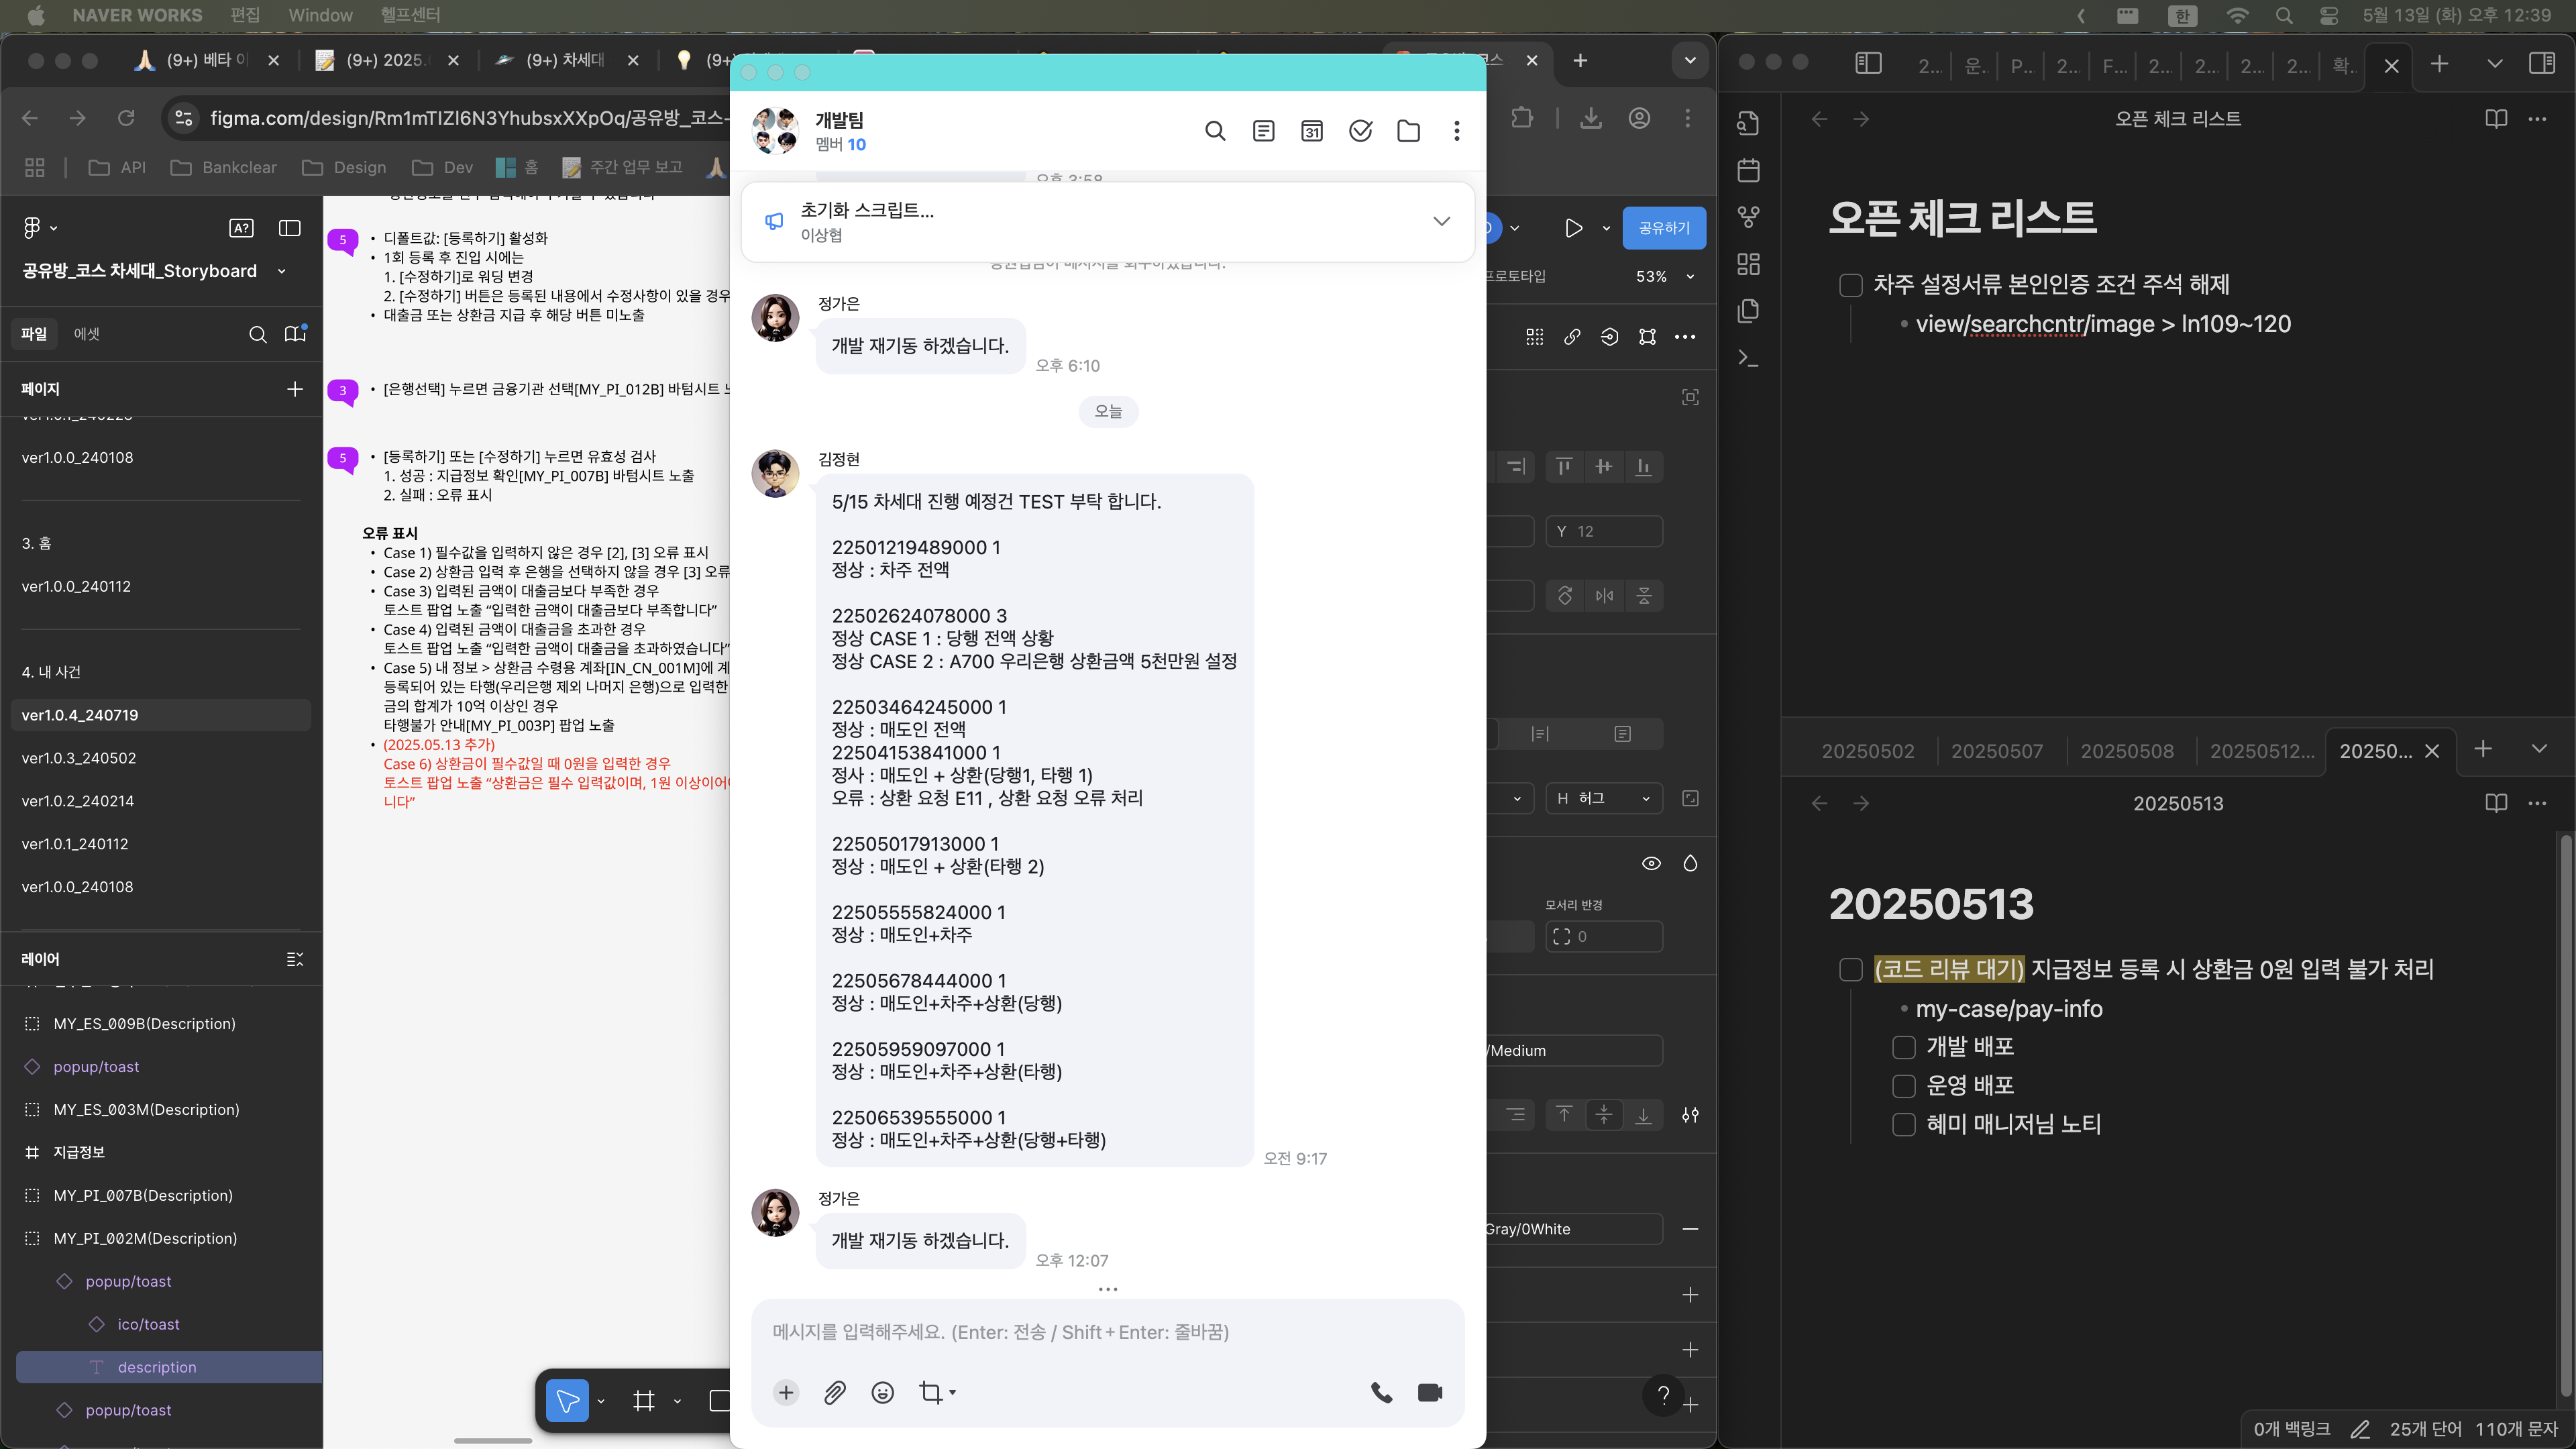 NAVER WORKS 편집 Window 헬프센터
한 5월 13일 (화) 오후 12:39
(9+) 베타 (9+) 2025. (9+) 차세대 (9+)
figma.com/design/Rm1mTIZl6N3YhubsxXXpOq/공유방_코스-
API Bankclear Design Dev 홈 주간 업무 보고
공유방_코스 차세대_Storyboard
파일 에셋
페이지
ver1.0.0_240108
3. 홈
ver1.0.0_240112
4. 내 사건
ver1.0.4_240719
ver1.0.3_240502
ver1.0.2_240214
ver1.0.1_240112
ver1.0.0_240108
레이어
MY_ES_009B(Description)
popup/toast
MY_ES_003M(Description)
지급정보
MY_PI_007B(Description)
MY_PI_002M(Description)
popup/toast
ico/toast
description
popup/toast
5
• 디폴트값: [등록하기] 활성화
• 1회 등록 후 진입 시에는
1. [수정하기]로 워딩 변경
2. [수정하기] 버튼은 등록된 내용에서 수정사항이 있을 경우
• 대출금 또는 상환금 지급 후 해당 버튼 미노출
3
• [은행선택] 누르면 금융기관 선택[MY_PI_012B] 바텀시트
5
• [등록하기] 또는 [수정하기] 누르면 유효성 검사
1. 성공 : 지급정보 확인[MY_PI_007B] 바텀시트 노출
2. 실패 : 오류 표시
오류 표시
• Case 1) 필수값을 입력하지 않은 경우 [2], [3] 오류 표시
• Case 2) 상환금 입력 후 은행을 선택하지 않을 경우 [3] 오류
• Case 3) 입력된 금액이 대출금보다 부족한 경우
토스트 팝업 노출 “입력한 금액이 대출금보다 부족합니다”
• Case 4) 입력된 금액이 대출금을 초과한 경우
토스트 팝업 노출 “입력한 금액이 대출금을 초과하였습니다”
• Case 5) 내 정보 > 상환금 수령용 계좌[IN_CN_001M]에 계
등록되어 있는 타행(우리은행 제외 나머지 은행)으로 입력한
금의 합계가 10억 이상인 경우
타행불가 안내[MY_PI_003P] 팝업 노출
• (2025.05.13 추가)
Case 6) 상환금이 필수값일 때 0원을 입력한 경우
토스트 팝업 노출 “상환금은 필수 입력값이며, 1원 이상이어야
니다”
개발팀
멤버 10
31
오후 3:58
초기화 스크립트...
이상협
정가은
개발 재기동 하겠습니다.
오후 6:10
오늘
김정현
5/15 차세대 진행 예정건 TEST 부탁 합니다.
22501219489000 1
정상 : 차주 전액
22502624078000 3
정상 CASE 1 : 당행 전액 상황
정상 CASE 2 : A700 우리은행 상환금액 5천만원 설정
22503464245000 1
정상 : 매도인 전액
22504153841000 1
정사 : 매도인 + 상환(당행1, 타행 1)
오류 : 상환 요청 E11 , 상환 요청 오류 처리
22505017913000 1
정상 : 매도인 + 상환(타행 2)
22505555824000 1
정상 : 매도인+차주
22505678444000 1
정상 : 매도인+차주+상환(당행)
22505959097000 1
정상 : 매도인+차주+상환(타행)
22506539555000 1
정상 : 매도인+차주+상환(당행+타행)
오전 9:17
정가은
개발 재기동 하겠습니다.
오후 12:07
메시지를 입력해주세요. (Enter: 전송 / Shift + Enter: 줄바꿈)
공유하기
프로토타입 53%
Y 12
H 허그
모서리 반경
0
/Medium
Gray/0White
?
2... 운.. P... 2... F... 2... 2... 2... 2... 확..
오픈 체크 리스트
오픈 체크 리스트
차주 설정서류 본인인증 조건 주석 해제
• view/searchcntr/image > ln109~120
20250502 20250507 20250508 20250512... 20250...
20250513
20250513
(코드 리뷰 대기) 지급정보 등록 시 상환금 0원 입력 불가 처리
• my-case/pay-info
개발 배포
운영 배포
혜미 매니저님 노티
0개 백링크 25개 단어 110개 문자